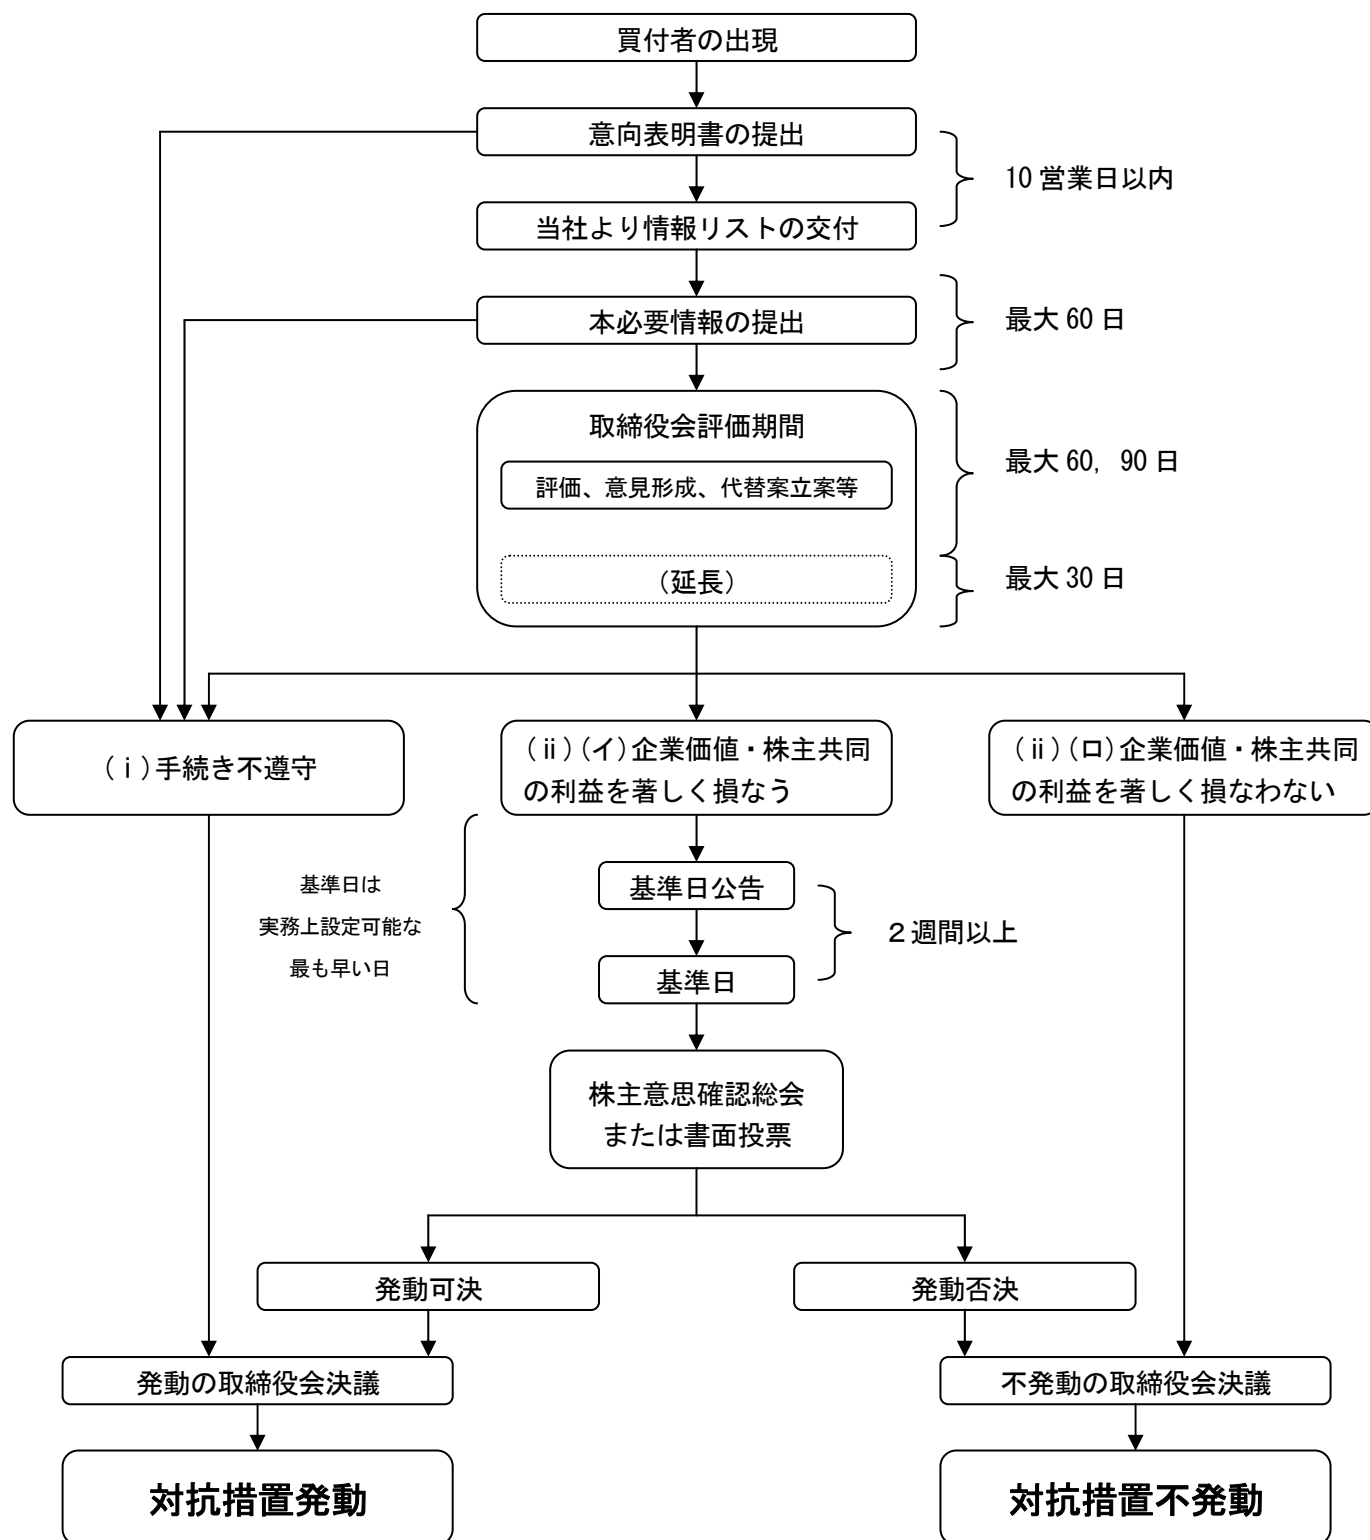 買付者の出現
意向表明書の提出
10 営業日以内
当社より情報リストの交付
本必要情報の提出
最大 60 日
取締役会評価期間
評価、意見形成、代替案立案等
最大 60, 90 日
（延長）
最大 30 日
(ⅰ)手続き不遵守
(ⅱ)(イ)企業価値・株主共同
の利益を著しく損なう
(ⅱ)(ロ)企業価値・株主共同
の利益を著しく損なわない
基準日は
実務上設定可能な
最も早い日
基準日公告
２週間以上
基準日
株主意思確認総会
または書面投票
発動可決
発動否決
発動の取締役会決議
不発動の取締役会決議
対抗措置発動
対抗措置不発動